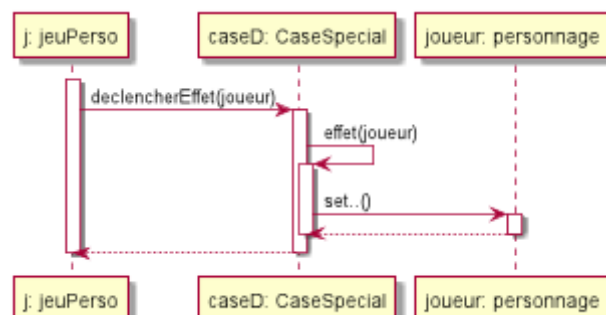 j: jeuPerso
caseD: CaseSpecial
joueur: personnage
declencherEffet(joueur)
effet(joueur)
set..()
j: jeuPerso
caseD: CaseSpecial
joueur: personnage